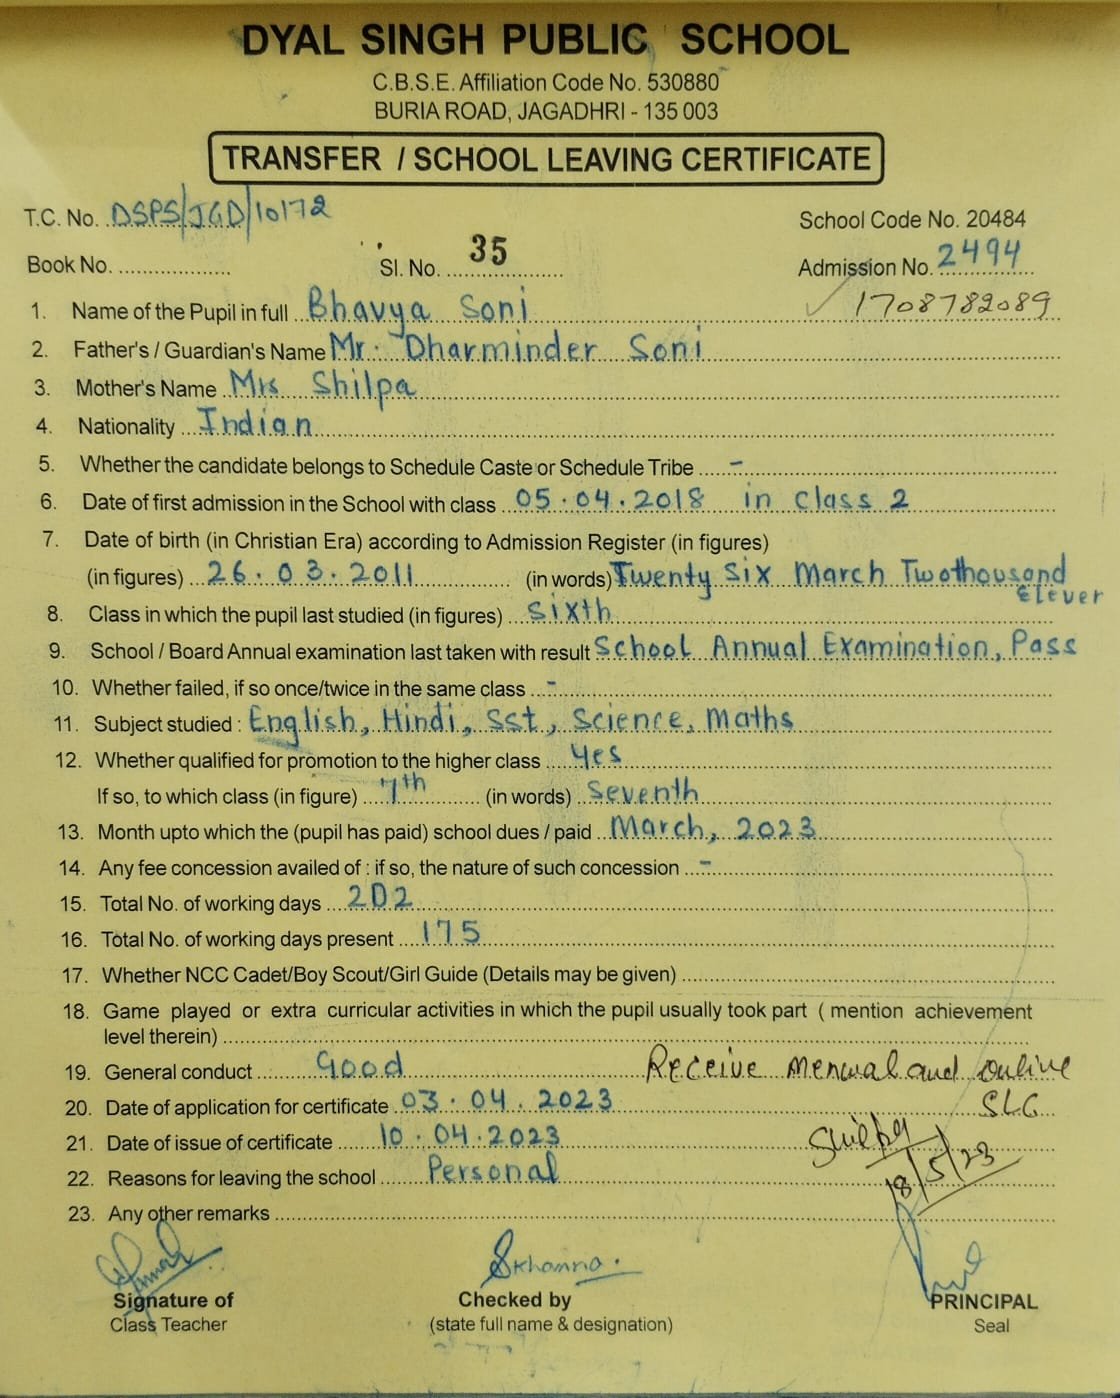 DYAL SINGH PUBLIC SCHOOL
C.B.S.E. Affiliation Code No. 530880
BURIA ROAD, JAGADHRI - 135 003
TRANSFER / SCHOOL LEAVING CERTIFICATE
T.C. No. DSPS/JGD/10172
School Code No. 20484
Book No. .................... Sl. No. 35 Admission No. 2494
1. Name of the Pupil in full Bhavya Soni 1708782089
2. Father's / Guardian's Name Mr. Dharminder Soni
3. Mother's Name Mrs Shilpa
4. Nationality Indian
5. Whether the candidate belongs to Schedule Caste or Schedule Tribe -
6. Date of first admission in the School with class 05.04.2018 in class 2
7. Date of birth (in Christian Era) according to Admission Register (in figures)
(in figures) 26.03.2011 (in words) Twenty Six March Twothousand
Elever
8. Class in which the pupil last studied (in figures) Sixth
9. School / Board Annual examination last taken with result School Annual Examination, Pass
10. Whether failed, if so once/twice in the same class -
11. Subject studied : English, Hindi, Sst, Science, Maths
12. Whether qualified for promotion to the higher class Yes
If so, to which class (in figure) 7th (in words) Seventh
13. Month upto which the (pupil has paid) school dues / paid March, 2023
14. Any fee concession availed of : if so, the nature of such concession -
15. Total No. of working days 202
16. Total No. of working days present 175
17. Whether NCC Cadet/Boy Scout/Girl Guide (Details may be given)
18. Game played or extra curricular activities in which the pupil usually took part ( mention achievement
level therein)
19. General conduct Good Receive menual and online
20. Date of application for certificate 03.04.2023 SLC
21. Date of issue of certificate 10.04.2023 Shilpa
22. Reasons for leaving the school Personal 18/5/23
23. Any other remarks
Skhanna.
Signature of Checked by PRINCIPAL
Class Teacher (state full name & designation) Seal